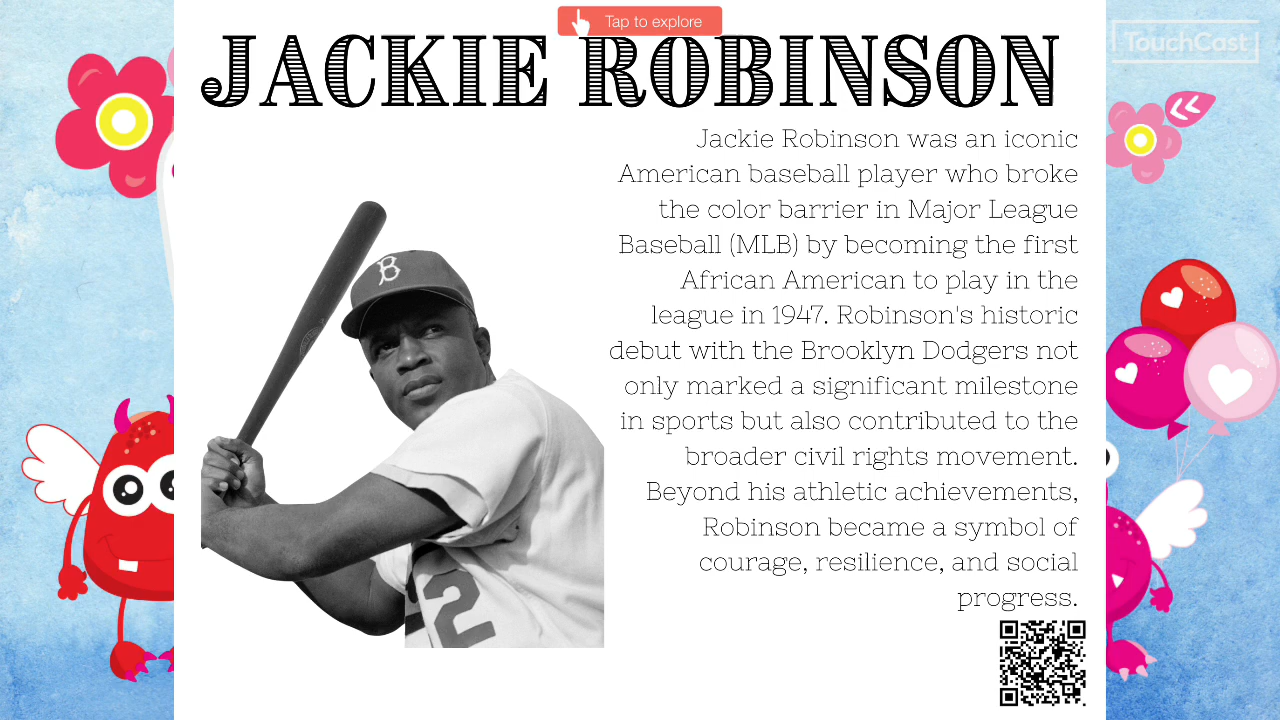 Tap to explore
TouchCast
JACKIE ROBINSON
Jackie Robinson was an iconic
American baseball player who broke
the color barrier in Major League
Baseball (MLB) by becoming the first
African American to play in the
league in 1947. Robinson's historic
debut with the Brooklyn Dodgers not
only marked a significant milestone
in sports but also contributed to the
broader civil rights movement.
Beyond his athletic achievements,
Robinson became a symbol of
courage, resilience, and social
progress.
B
2